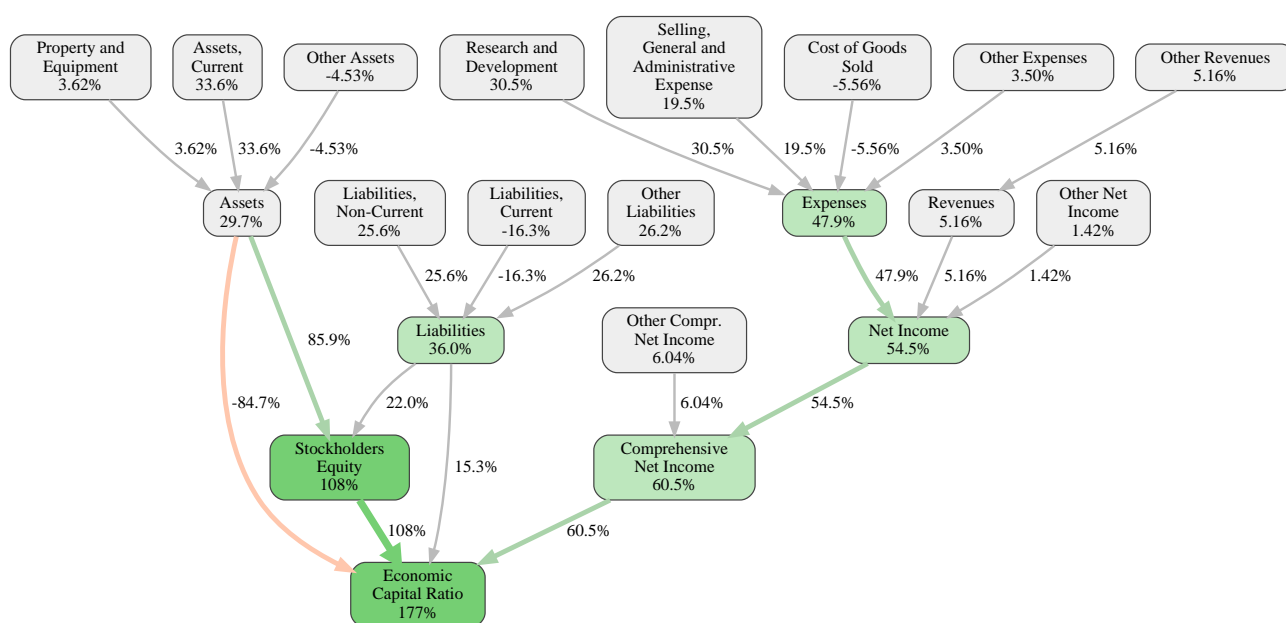 Property and
Equipment
3.62%
Assets,
Current
33.6%
Other Assets
-4.53%
Research and
Development
30.5%
Selling,
General and
Administrative
Expense
19.5%
Cost of Goods
Sold
-5.56%
Other Expenses
3.50%
Other Revenues
5.16%
3.62%
33.6%
-4.53%
30.5%
19.5%
-5.56%
3.50%
5.16%
Assets
29.7%
Liabilities,
Non-Current
25.6%
Liabilities,
Current
-16.3%
Other
Liabilities
26.2%
Expenses
47.9%
Revenues
5.16%
Other Net
Income
1.42%
25.6%
-16.3%
26.2%
47.9%
5.16%
1.42%
85.9%
Liabilities
36.0%
Other Compr.
Net Income
6.04%
Net Income
54.5%
-84.7%
22.0%
6.04%
54.5%
Stockholders
Equity
108%
15.3%
Comprehensive
Net Income
60.5%
108%
60.5%
Economic
Capital Ratio
177%